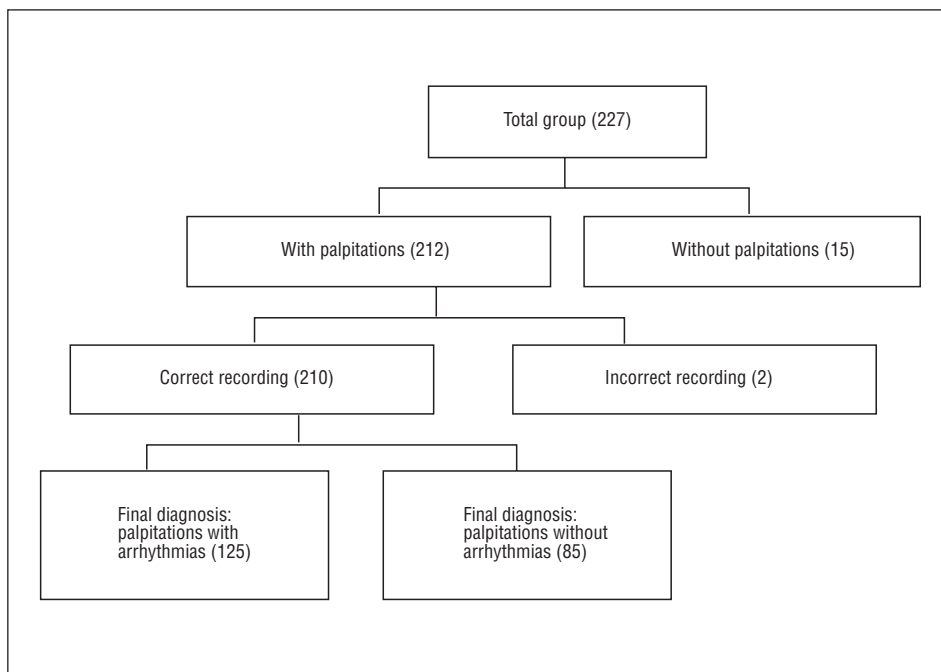 Total group (227)
With palpitations (212)
Without palpitations (15)
Correct recording (210)
Incorrect recording (2)
Final diagnosis:
palpitations with
arrhythmias (125)
Final diagnosis:
palpitations without
arrhythmias (85)